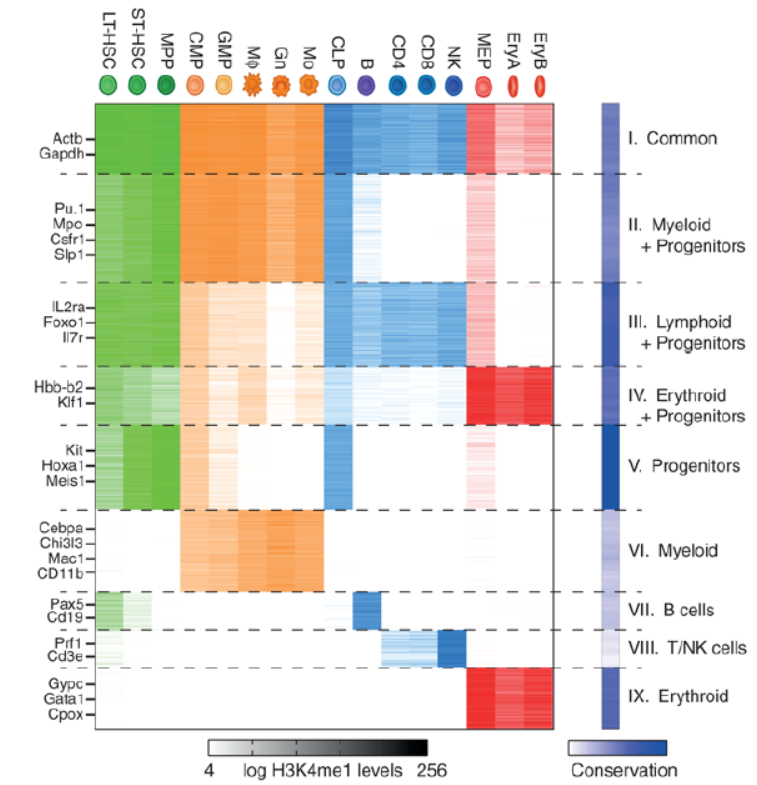 LT-HSC
ST-HSC
MPP
CMP
GMP
Mφ
Gn
Mo
CLP
B
CD4
CD8
NK
MEP
EryA
EryB
Actb
Gapdh
I. Common
Pu.1
Mpo
Csfr1
Slp1
II. Myeloid
+ Progenitors
IL2ra
Foxo1
Il7r
III. Lymphoid
+ Progenitors
Hbb-b2
Klf1
IV. Erythroid
+ Progenitors
Kit
Hoxa1
Meis1
V. Progenitors
Cebpa
Chi3l3
Mac1
CD11b
VI. Myeloid
Pax5
Cd19
VII. B cells
Prf1
Cd3e
VIII. T/NK cells
Gypc
Gata1
Cpox
IX. Erythroid
4 log H3K4me1 levels 256
Conservation